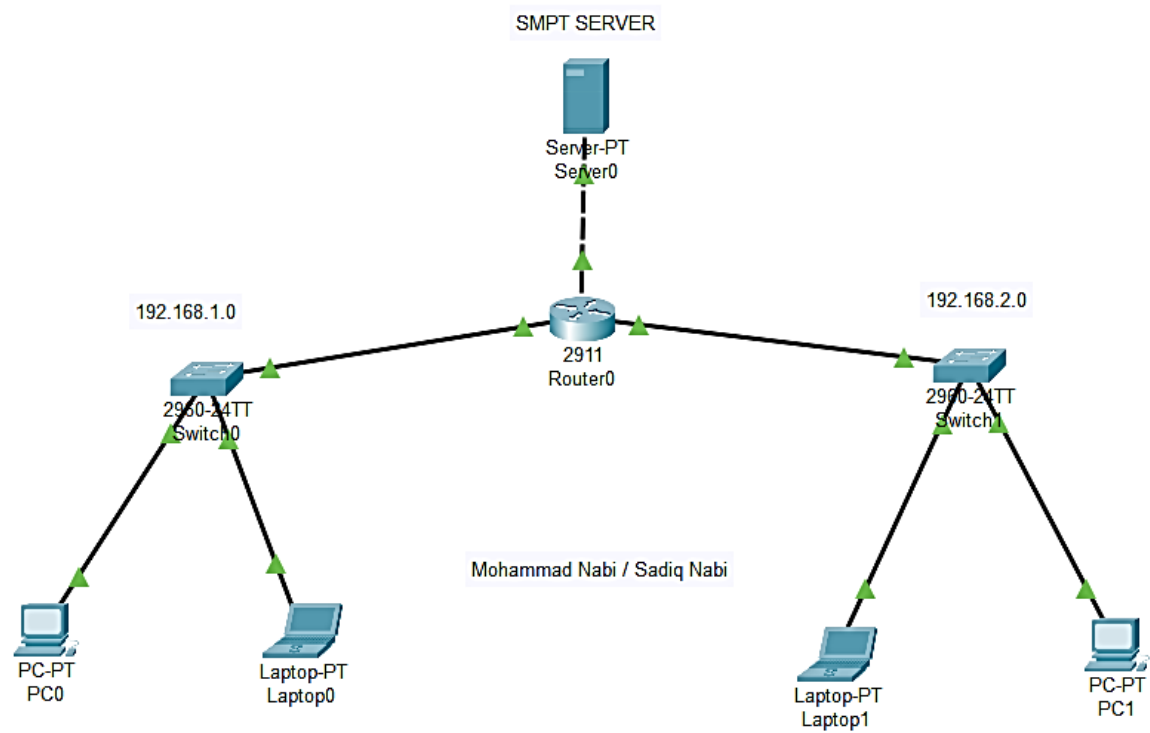 SMPT SERVER
Server-PT
Server0
192.168.1.0
192.168.2.0
2911
Router0
2960-24TT
Switch0
2960-24TT
Switch1
Mohammad Nabi / Sadiq Nabi
PC-PT
PC0
Laptop-PT
Laptop0
Laptop-PT
Laptop1
PC-PT
PC1